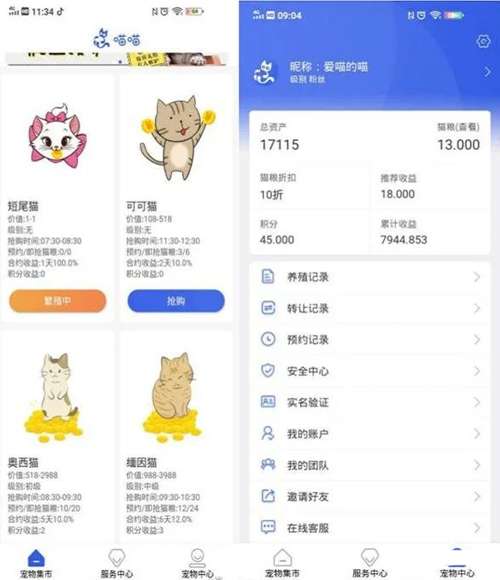 11:34
喵喵
短尾猫
价值:1-1
级别:无
抢购时间:07:30-08:30
预约/即抢猫粮:0/0
合约收益:1天100.0%
积分收益:0
繁殖中
可可猫
价值:108-518
级别:无
抢购时间:11:30-12:30
预约/即抢猫粮:3/6
合约收益:2天10.0%
积分收益:0
抢购
奥西猫
价值:518-2988
级别:初级
抢购时间:08:30-09:30
预约/即抢猫粮:10/20
合约收益:5天10.0%
积分收益:2
缅因猫
价值:988-3988
级别:中级
抢购时间:09:30-10:30
预约/即抢猫粮:12/24
合约收益:6天12.0%
积分收益:3
宠物集市
服务中心
宠物中心
09:04
昵称：爱喵的喵
级别 粉丝
总资产
猫粮(查看)
17115
13.000
猫粮折扣
推荐收益
10折
18.000
积分
累计收益
45.000
7944.853
养殖记录
转让记录
预约记录
安全中心
实名验证
我的账户
我的团队
邀请好友
在线客服
宠物集市
服务中心
宠物中心